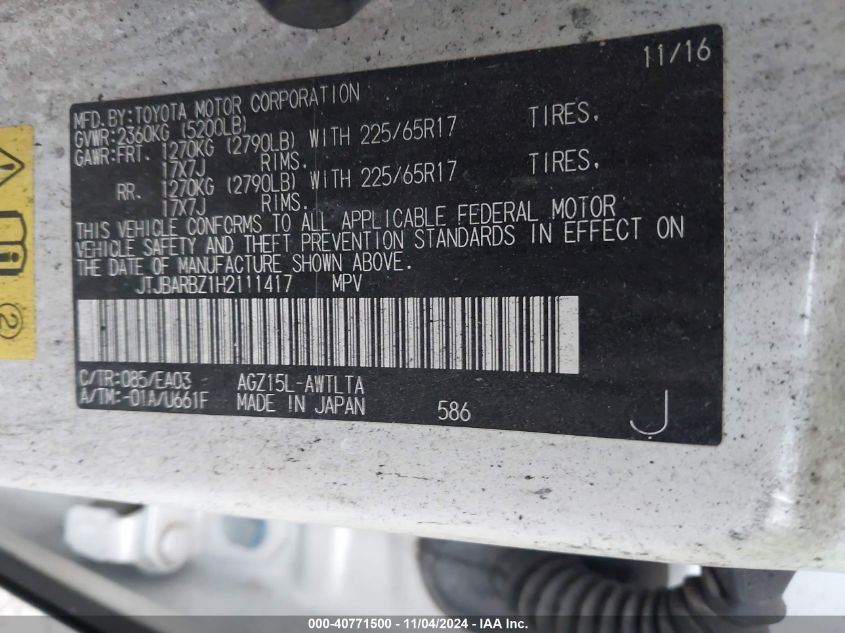 11/16
MFD.BY:TOYOTA MOTOR CORPORATION
GVWR:2360KG (5200LB)
GAWR:FRT. 1270KG (2790LB) WITH 225/65R17 TIRES,
17X7J RIMS.
RR. 1270KG (2790LB) WITH 225/65R17 TIRES,
17X7J RIMS.
THIS VEHICLE CONFORMS TO ALL APPLICABLE FEDERAL MOTOR
VEHICLE SAFETY AND THEFT PREVENTION STANDARDS IN EFFECT ON
THE DATE OF MANUFACTURE SHOWN ABOVE.
JTJBARBZ1H2111417 MPV
C/TR:085/EA03 AGZ15L-AWTLTA
A/TM:-01A/U661F MADE IN JAPAN 586 J
2
000-40771500 - 11/04/2024 - IAA Inc.